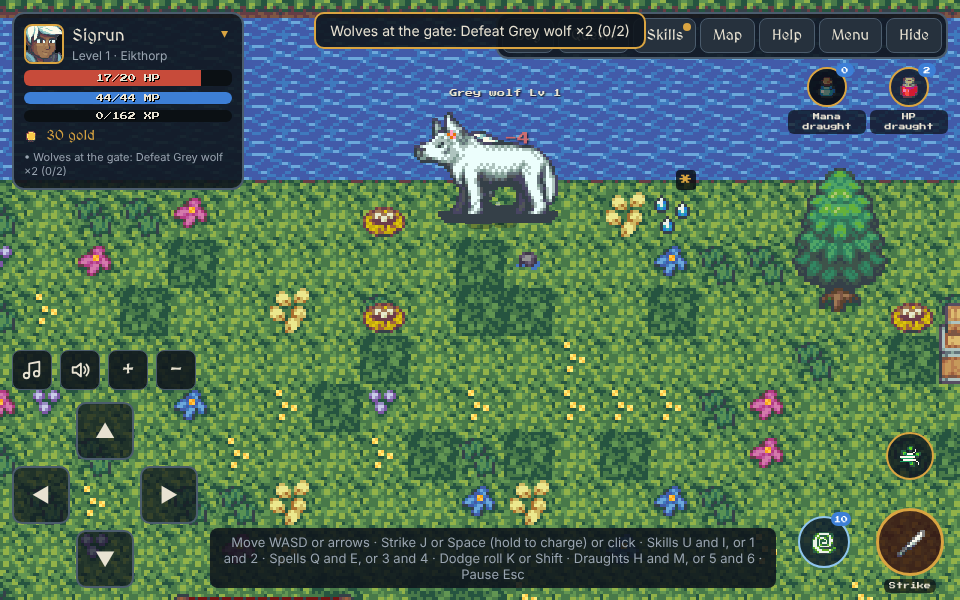 Sigrun
Level 1 · Eikthorp
17/20 HP
44/44 MP
0/162 XP
30 gold
• Wolves at the gate: Defeat Grey wolf
×2 (0/2)
Wolves at the gate: Defeat Grey wolf ×2 (0/2)
Skills
Map
Help
Menu
Hide
0
Mana
draught
2
HP
draught
Grey wolf Lv 1
-4
+
−
10
Strike
Move WASD or arrows · Strike J or Space (hold to charge) or click · Skills U and I, or 1
and 2 · Spells Q and E, or 3 and 4 · Dodge roll K or Shift · Draughts H and M, or 5 and 6 ·
Pause Esc